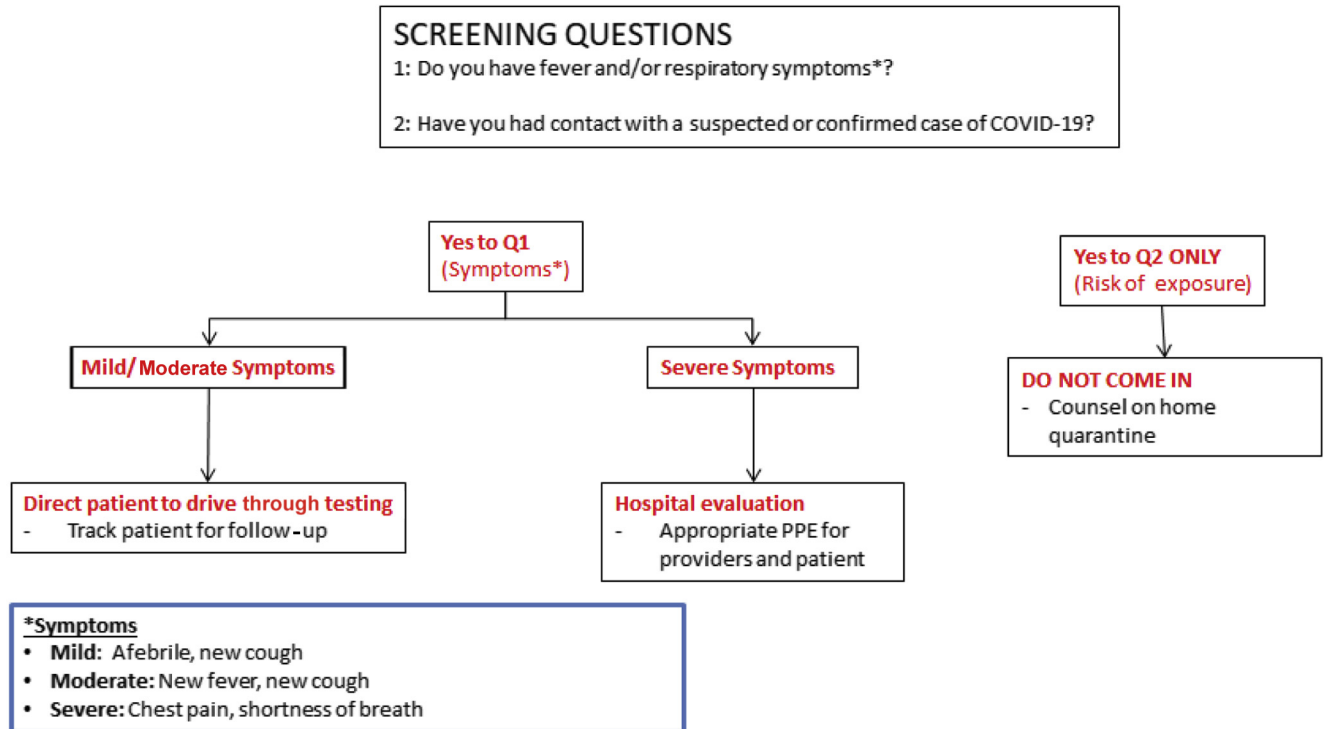 SCREENING QUESTIONS
1: Do you have fever and/or respiratory symptoms*?
2: Have you had contact with a suspected or confirmed case of COVID-19?
Yes to Q1
(Symptoms*)
Yes to Q2 ONLY
(Risk of exposure)
Mild/Moderate Symptoms
Severe Symptoms
DO NOT COME IN
- Counsel on home
quarantine
Direct patient to drive through testing
- Track patient for follow-up
Hospital evaluation
- Appropriate PPE for
providers and patient
*Symptoms
• Mild: Afebrile, new cough
• Moderate: New fever, new cough
• Severe: Chest pain, shortness of breath